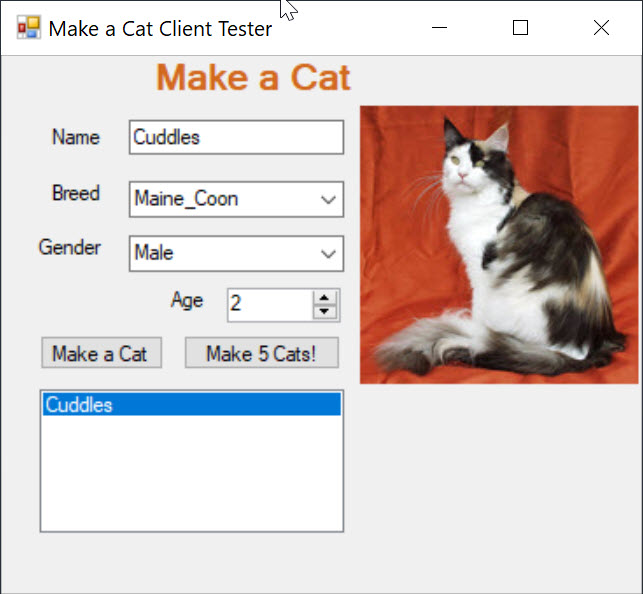 Make a Cat Client Tester
Make a Cat
Name Cuddles
Breed Maine_Coon
Gender Male
Age 2
Make a Cat Make 5 Cats!
Cuddles